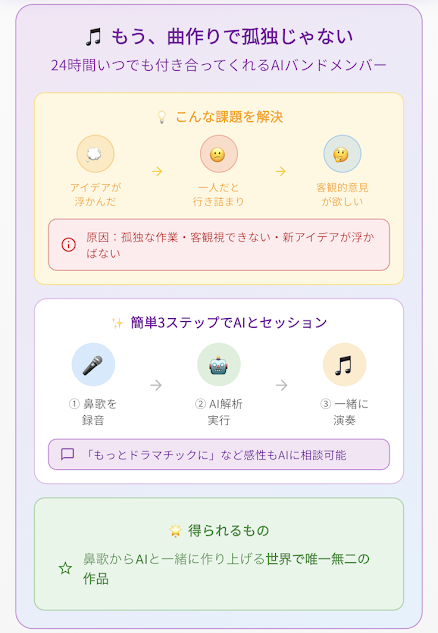 🎵 もう、曲作りで孤独じゃない
24時間いつでも付き合ってくれるAIバンドメンバー
💡 こんな課題を解決
アイデアが
浮かんだ
→
一人だと
行き詰まり
→
客観的意見
が欲しい
原因：孤独な作業・客観視できない・新アイデアが浮か
ばない
✨ 簡単3ステップでAIとセッション
① 鼻歌を
録音
→
② AI解析
実行
→
③ 一緒に
演奏
「もっとドラマチックに」など感性もAIに相談可能
🌟 得られるもの
鼻歌からAIと一緒に作り上げる世界で唯一無二の
作品